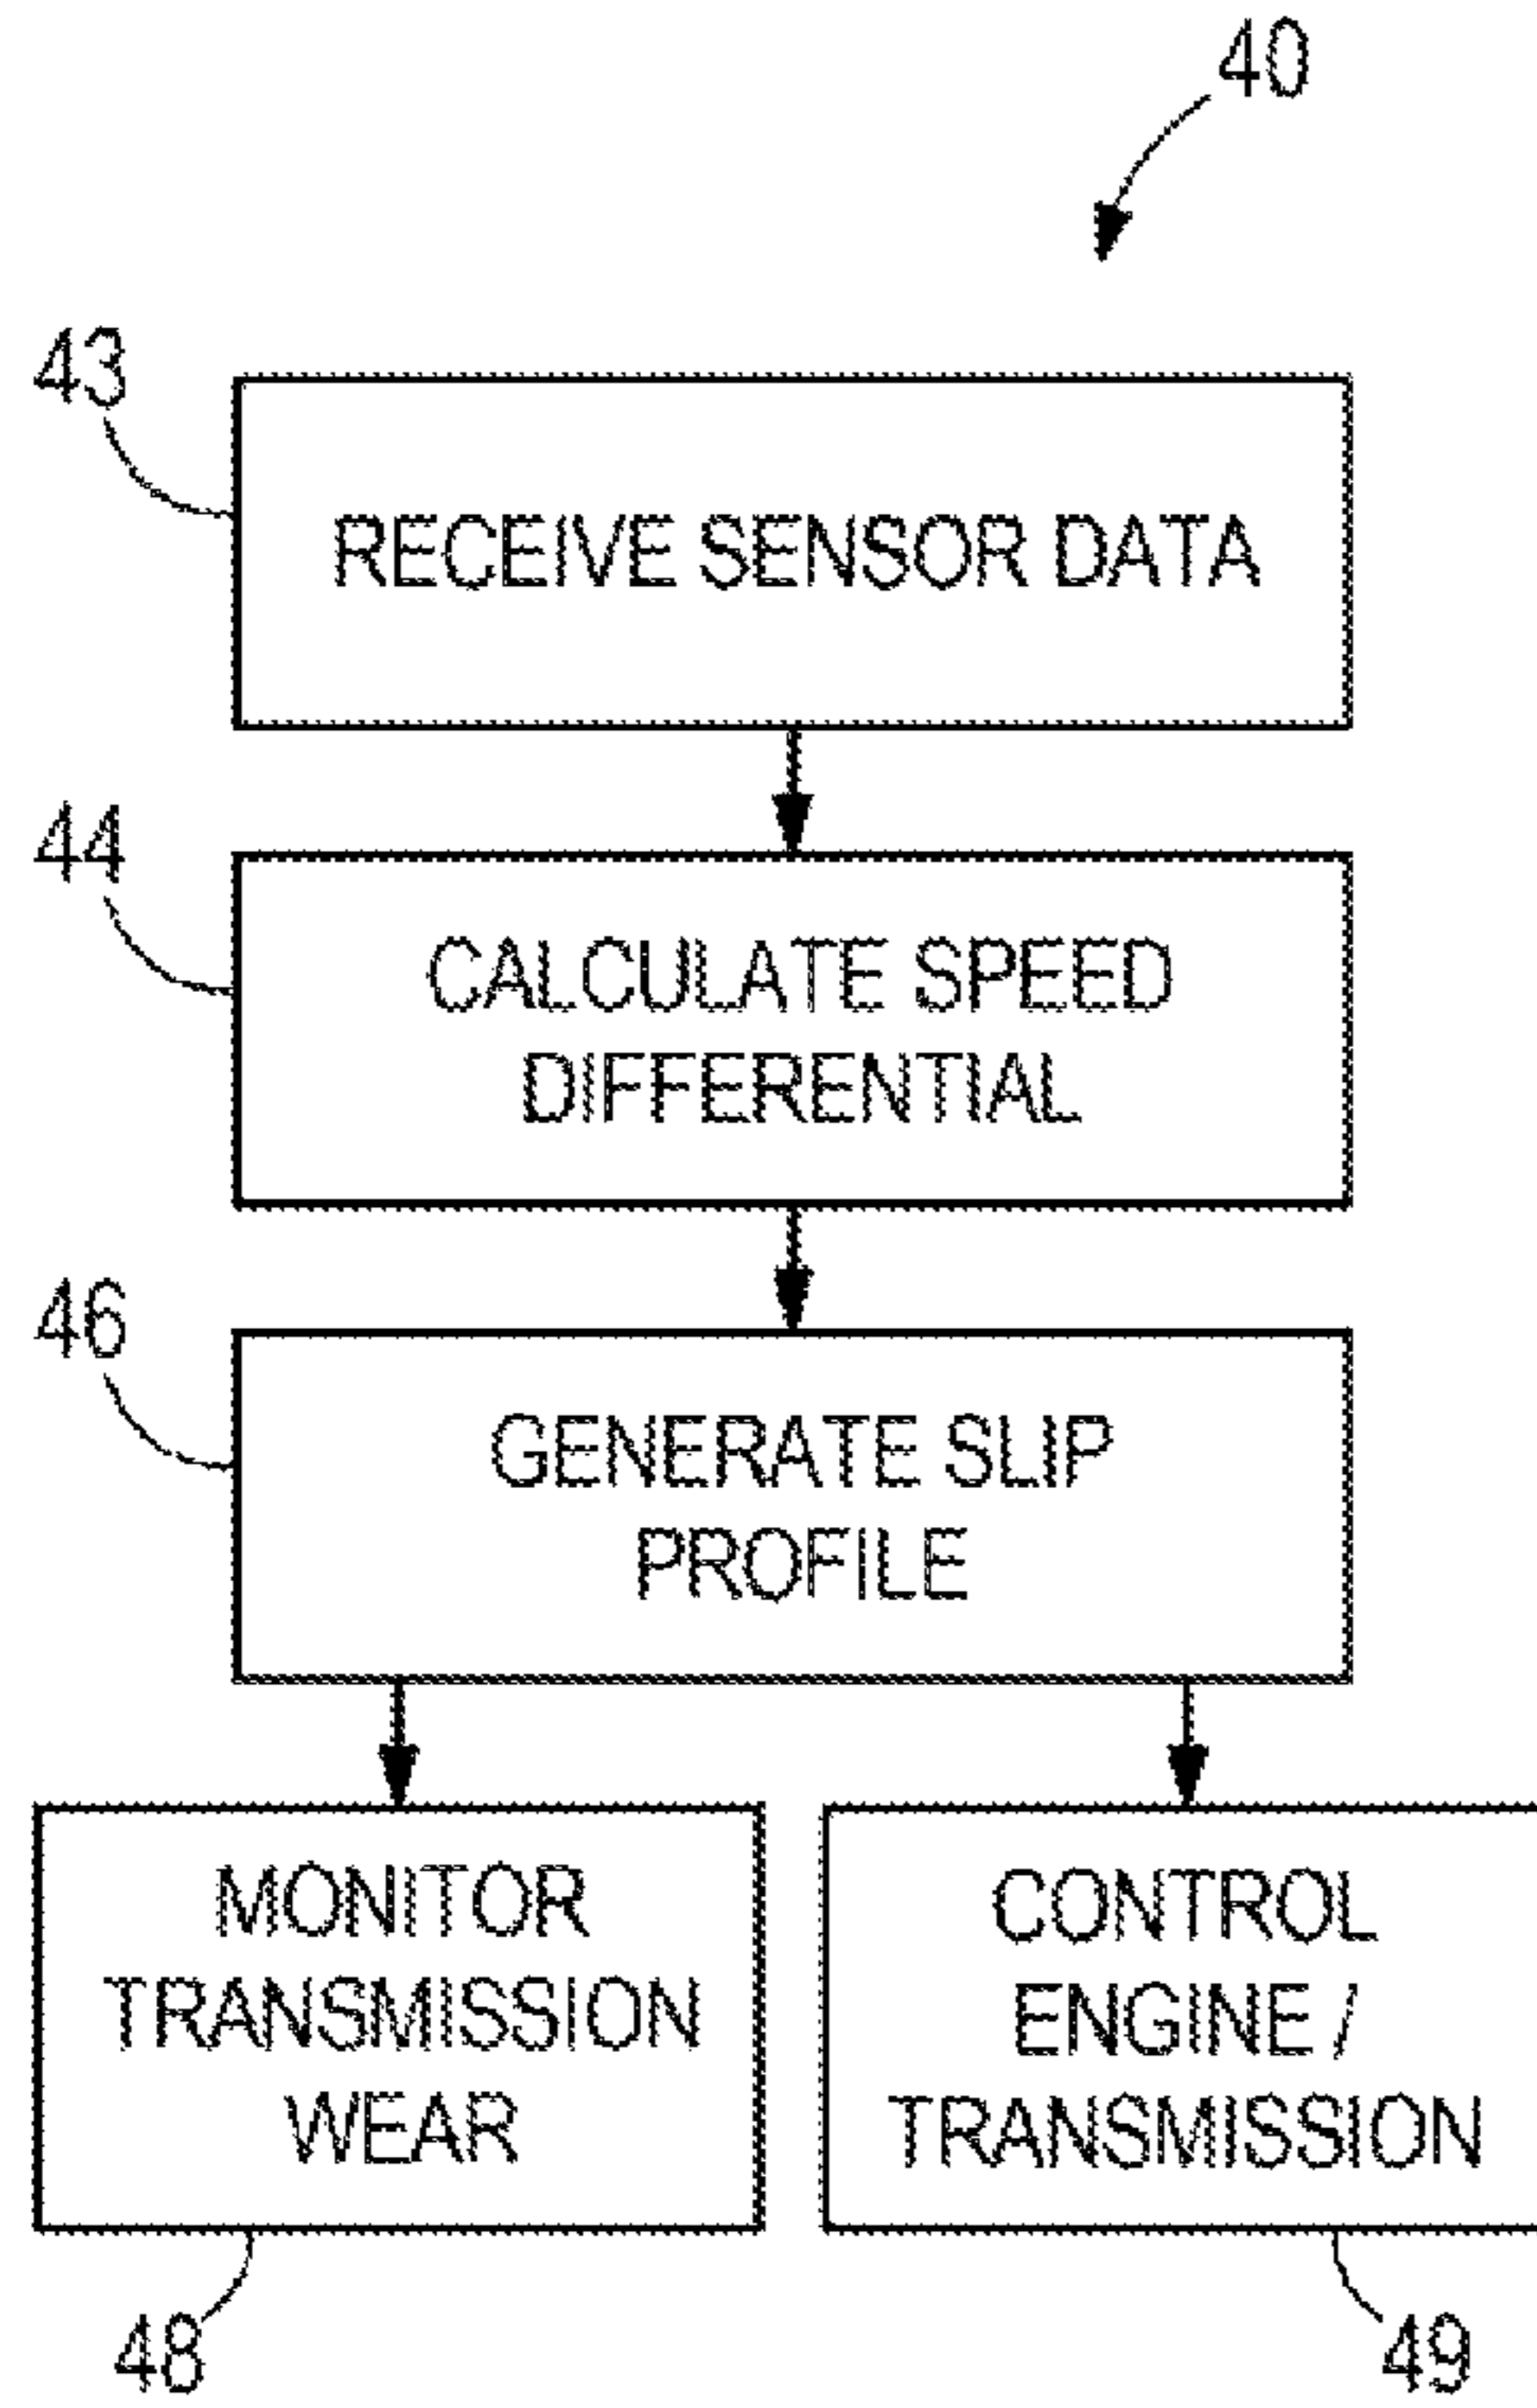 40
43
RECEIVE SENSOR DATA
44
CALCULATE SPEED
DIFFERENTIAL
46
GENERATE SLIP
PROFILE
MONITOR
TRANSMISSION
WEAR
CONTROL
ENGINE /
TRANSMISSION
48
49